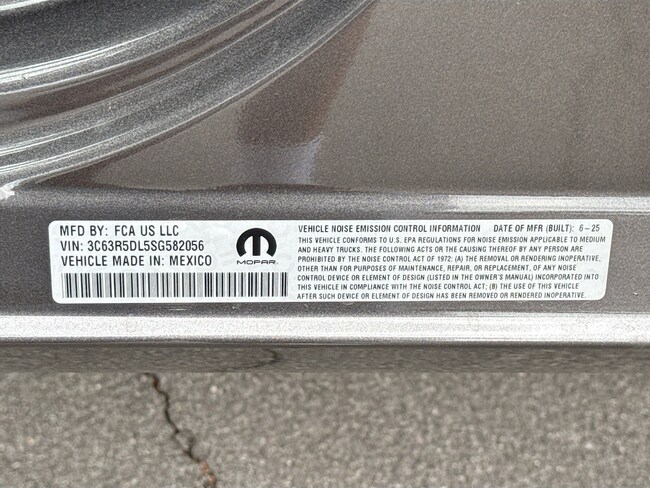 MFD BY: FCA US LLC
VIN: 3C63R5DL5SG582056
VEHICLE MADE IN: MEXICO
MOPAR
VEHICLE NOISE EMISSION CONTROL INFORMATION DATE OF MFR (BUILT): 6-25
THIS VEHICLE CONFORMS TO U.S. EPA REGULATIONS FOR NOISE EMISSION APPLICABLE TO MEDIUM
AND HEAVY TRUCKS. THE FOLLOWING ACTS OR THE CAUSING THEREOF BY ANY PERSON ARE
PROHIBITED BY THE NOISE CONTROL ACT OF 1972: (A) THE REMOVAL OR RENDERING INOPERATIVE,
OTHER THAN FOR PURPOSES OF MAINTENANCE, REPAIR, OR REPLACEMENT, OF ANY NOISE
CONTROL DEVICE OR ELEMENT OF DESIGN (LISTED IN THE OWNER'S MANUAL) INCORPORATED INTO
THIS VEHICLE IN COMPLIANCE WITH THE NOISE CONTROL ACT; (B) THE USE OF THIS VEHICLE
AFTER SUCH DEVICE OR ELEMENT OF DESIGN HAS BEEN REMOVED OR RENDERED INOPERATIVE.